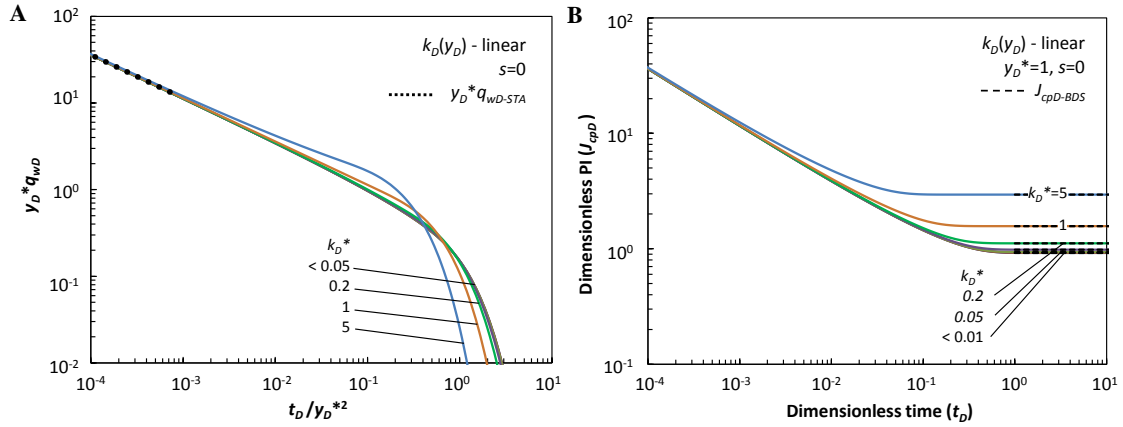 A
10^2
10^1
10^0
10^-1
10^-2
y_D*q_wD
k_D(y_D) - linear
s=0
y_D*q_wD-STA
k_D*
< 0.05
0.2
1
5
10^-4
10^-3
10^-2
10^-1
10^0
10^1
t_D/y_D*^2
B
10^2
10^1
10^0
10^-1
Dimensionless PI (J_cpD)
k_D(y_D) - linear
y_D*=1, s=0
J_cpD-BDS
k_D*=5
1
k_D*
0.2
0.05
< 0.01
10^-4
10^-3
10^-2
10^-1
10^0
10^1
Dimensionless time (t_D)